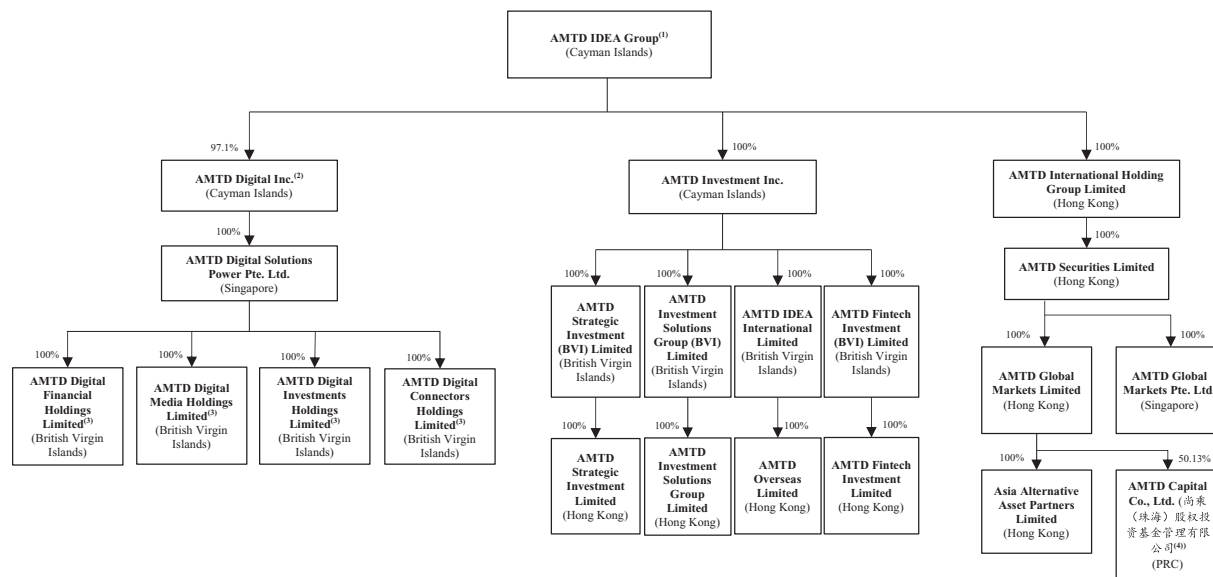 AMTD IDEA Group(1)
(Cayman Islands)
97.1%
100%
100%
AMTD Digital Inc.(2)
(Cayman Islands)
AMTD Investment Inc.
(Cayman Islands)
AMTD International Holding
Group Limited
(Hong Kong)
100%
100%
AMTD Digital Solutions
Power Pte. Ltd.
(Singapore)
AMTD Securities Limited
(Hong Kong)
100%
100%
100%
100%
AMTD
Strategic
Investment
(BVI) Limited
(British Virgin
Islands)
AMTD
Investment
Solutions
Group (BVI)
Limited
(British Virgin
Islands)
AMTD IDEA
International
Limited
(British Virgin
Islands)
AMTD Fintech
Investment
(BVI) Limited
(British Virgin
Islands)
100%
100%
100%
100%
100%
100%
AMTD Digital
Financial
Holdings
Limited(3)
(British Virgin
Islands)
AMTD Digital
Media Holdings
Limited(3)
(British Virgin
Islands)
AMTD Digital
Investments
Holdings
Limited(3)
(British Virgin
Islands)
AMTD Digital
Connectors
Holdings
Limited(3)
(British Virgin
Islands)
AMTD Global
Markets Limited
(Hong Kong)
AMTD Global
Markets Pte. Ltd
(Singapore)
100%
100%
100%
100%
100%
50.13%
AMTD
Strategic
Investment
Limited
(Hong Kong)
AMTD
Investment
Solutions
Group
Limited
(Hong Kong)
AMTD
Overseas
Limited
(Hong Kong)
AMTD Fintech
Investment
Limited
(Hong Kong)
Asia Alternative
Asset Partners
Limited
(Hong Kong)
AMTD Capital
Co., Ltd. (尚乘
（珠海）股权投
资基金管理有限
公司(4))
(PRC)